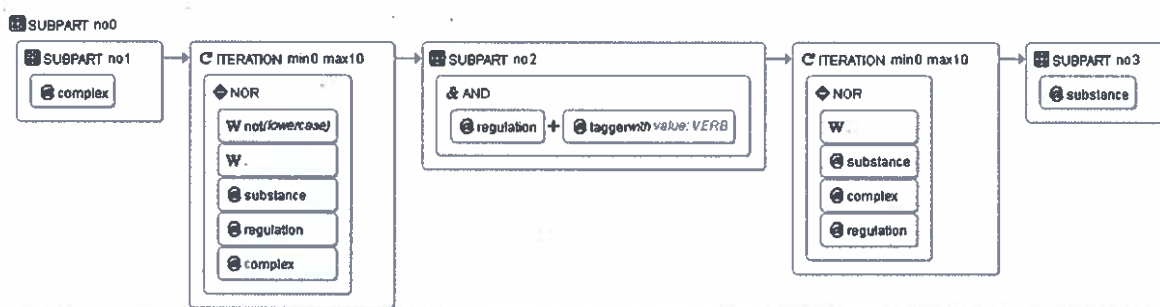 SUBPART no0
SUBPART no1
@complex
ITERATION min0 max10
NOR
W not(lowercase)
W .
@substance
@regulation
@complex
SUBPART no2
& AND
@regulation + @taggerwith value: VERB
ITERATION min0 max10
NOR
W .
@substance
@complex
@regulation
SUBPART no3
@substance